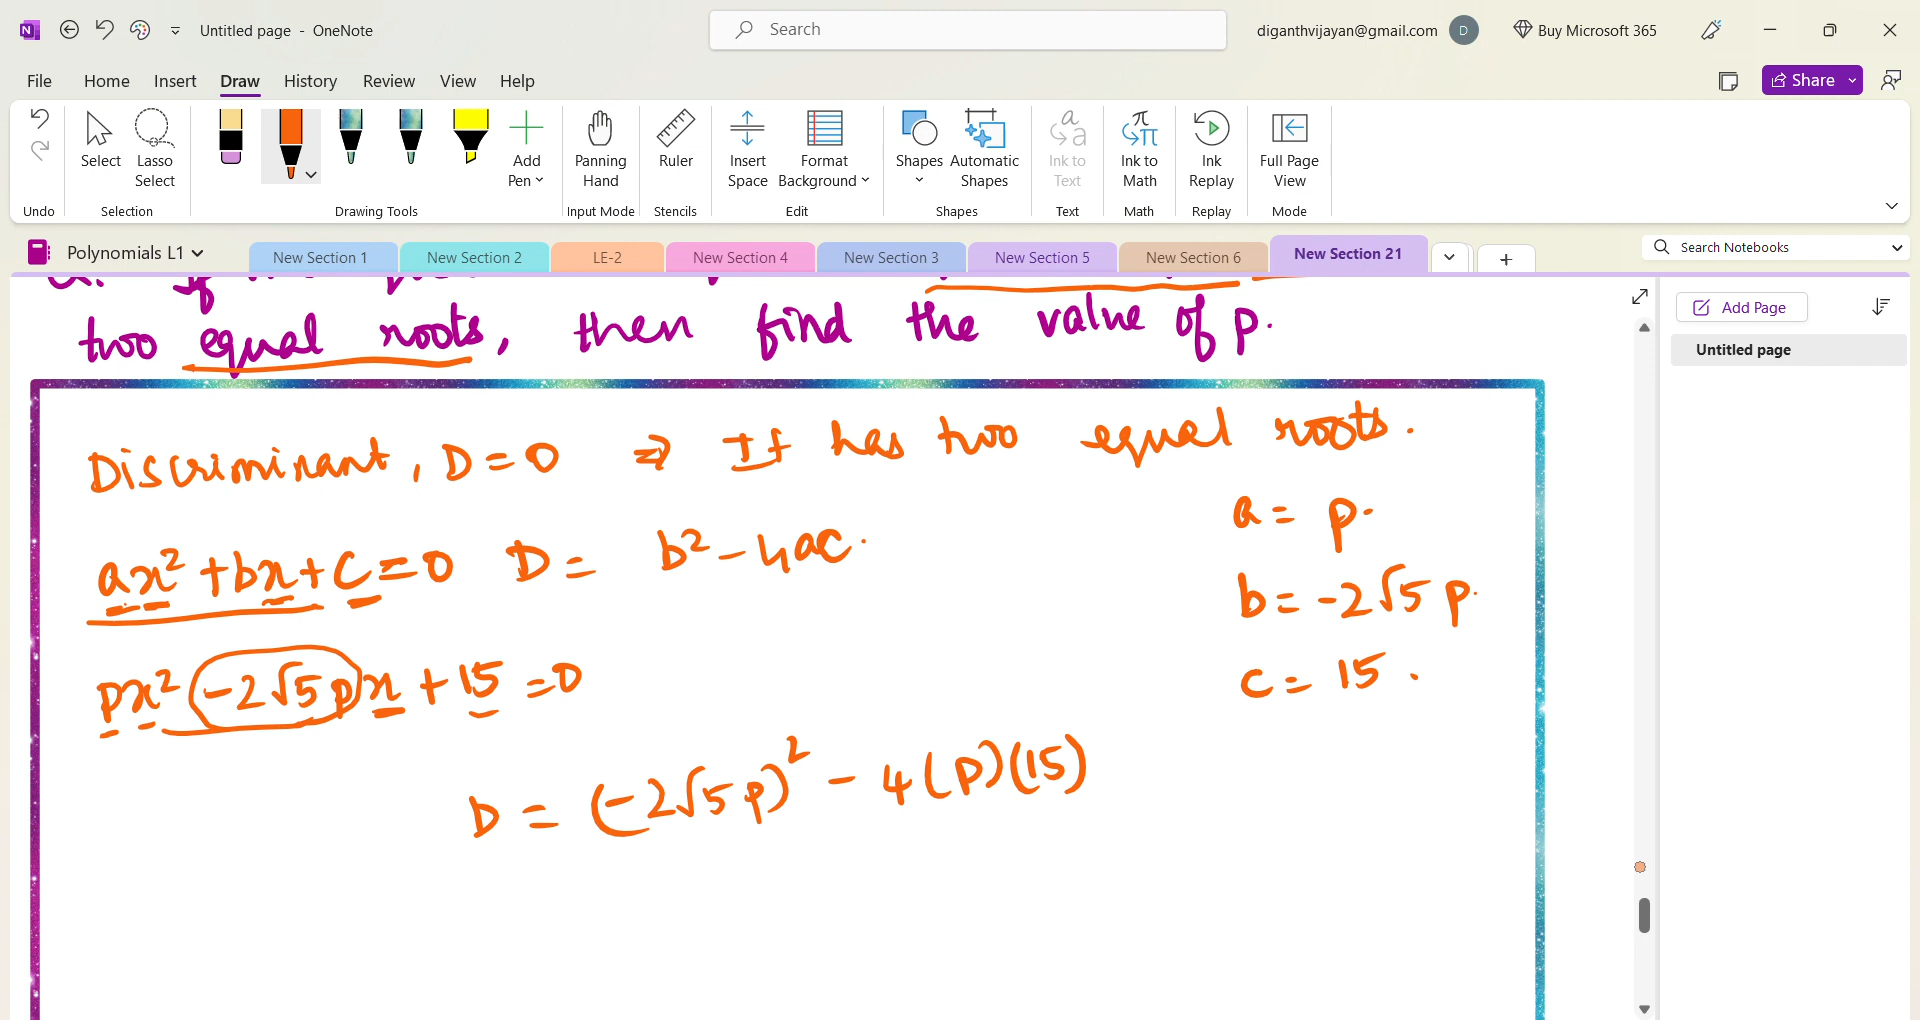 Untitled page - OneNote
Search
diganthvijayan@gmail.com
D
Buy Microsoft 365
File Home Insert Draw History Review View Help
Share
Select
Lasso Select
Add Pen
Panning Hand
Ruler
Insert Space
Format Background
Shapes
Automatic Shapes
Ink to Text
Ink to Math
Ink Replay
Full Page View
Undo Selection Drawing Tools Input Mode Stencils Edit Shapes Text Math Replay Mode
Polynomials L1
New Section 1 New Section 2 LE-2 New Section 4 New Section 3 New Section 5 New Section 6 New Section 21
Search Notebooks
Add Page
Untitled page
two equal roots, then find the value of p.
Discriminant, D = 0 ⇒ If has two equal roots.
a = p.
ax² + bx + c = 0 D = b² - 4ac.
b = -2√5 p.
px² -2√5 p x + 15 = 0
c = 15.
D = (-2√5 p)² - 4(p)(15)